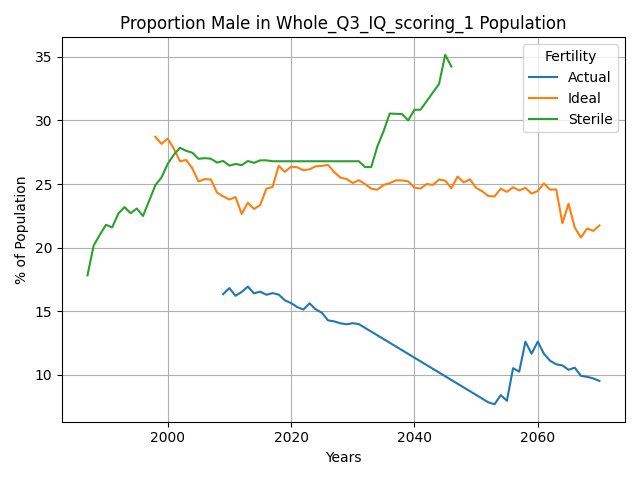 Proportion Male in Whole_Q3_IQ_scoring_1 Population
Fertility
Actual
Ideal
Sterile
% of Population
35
30
25
20
15
10
2000
2020
2040
2060
Years